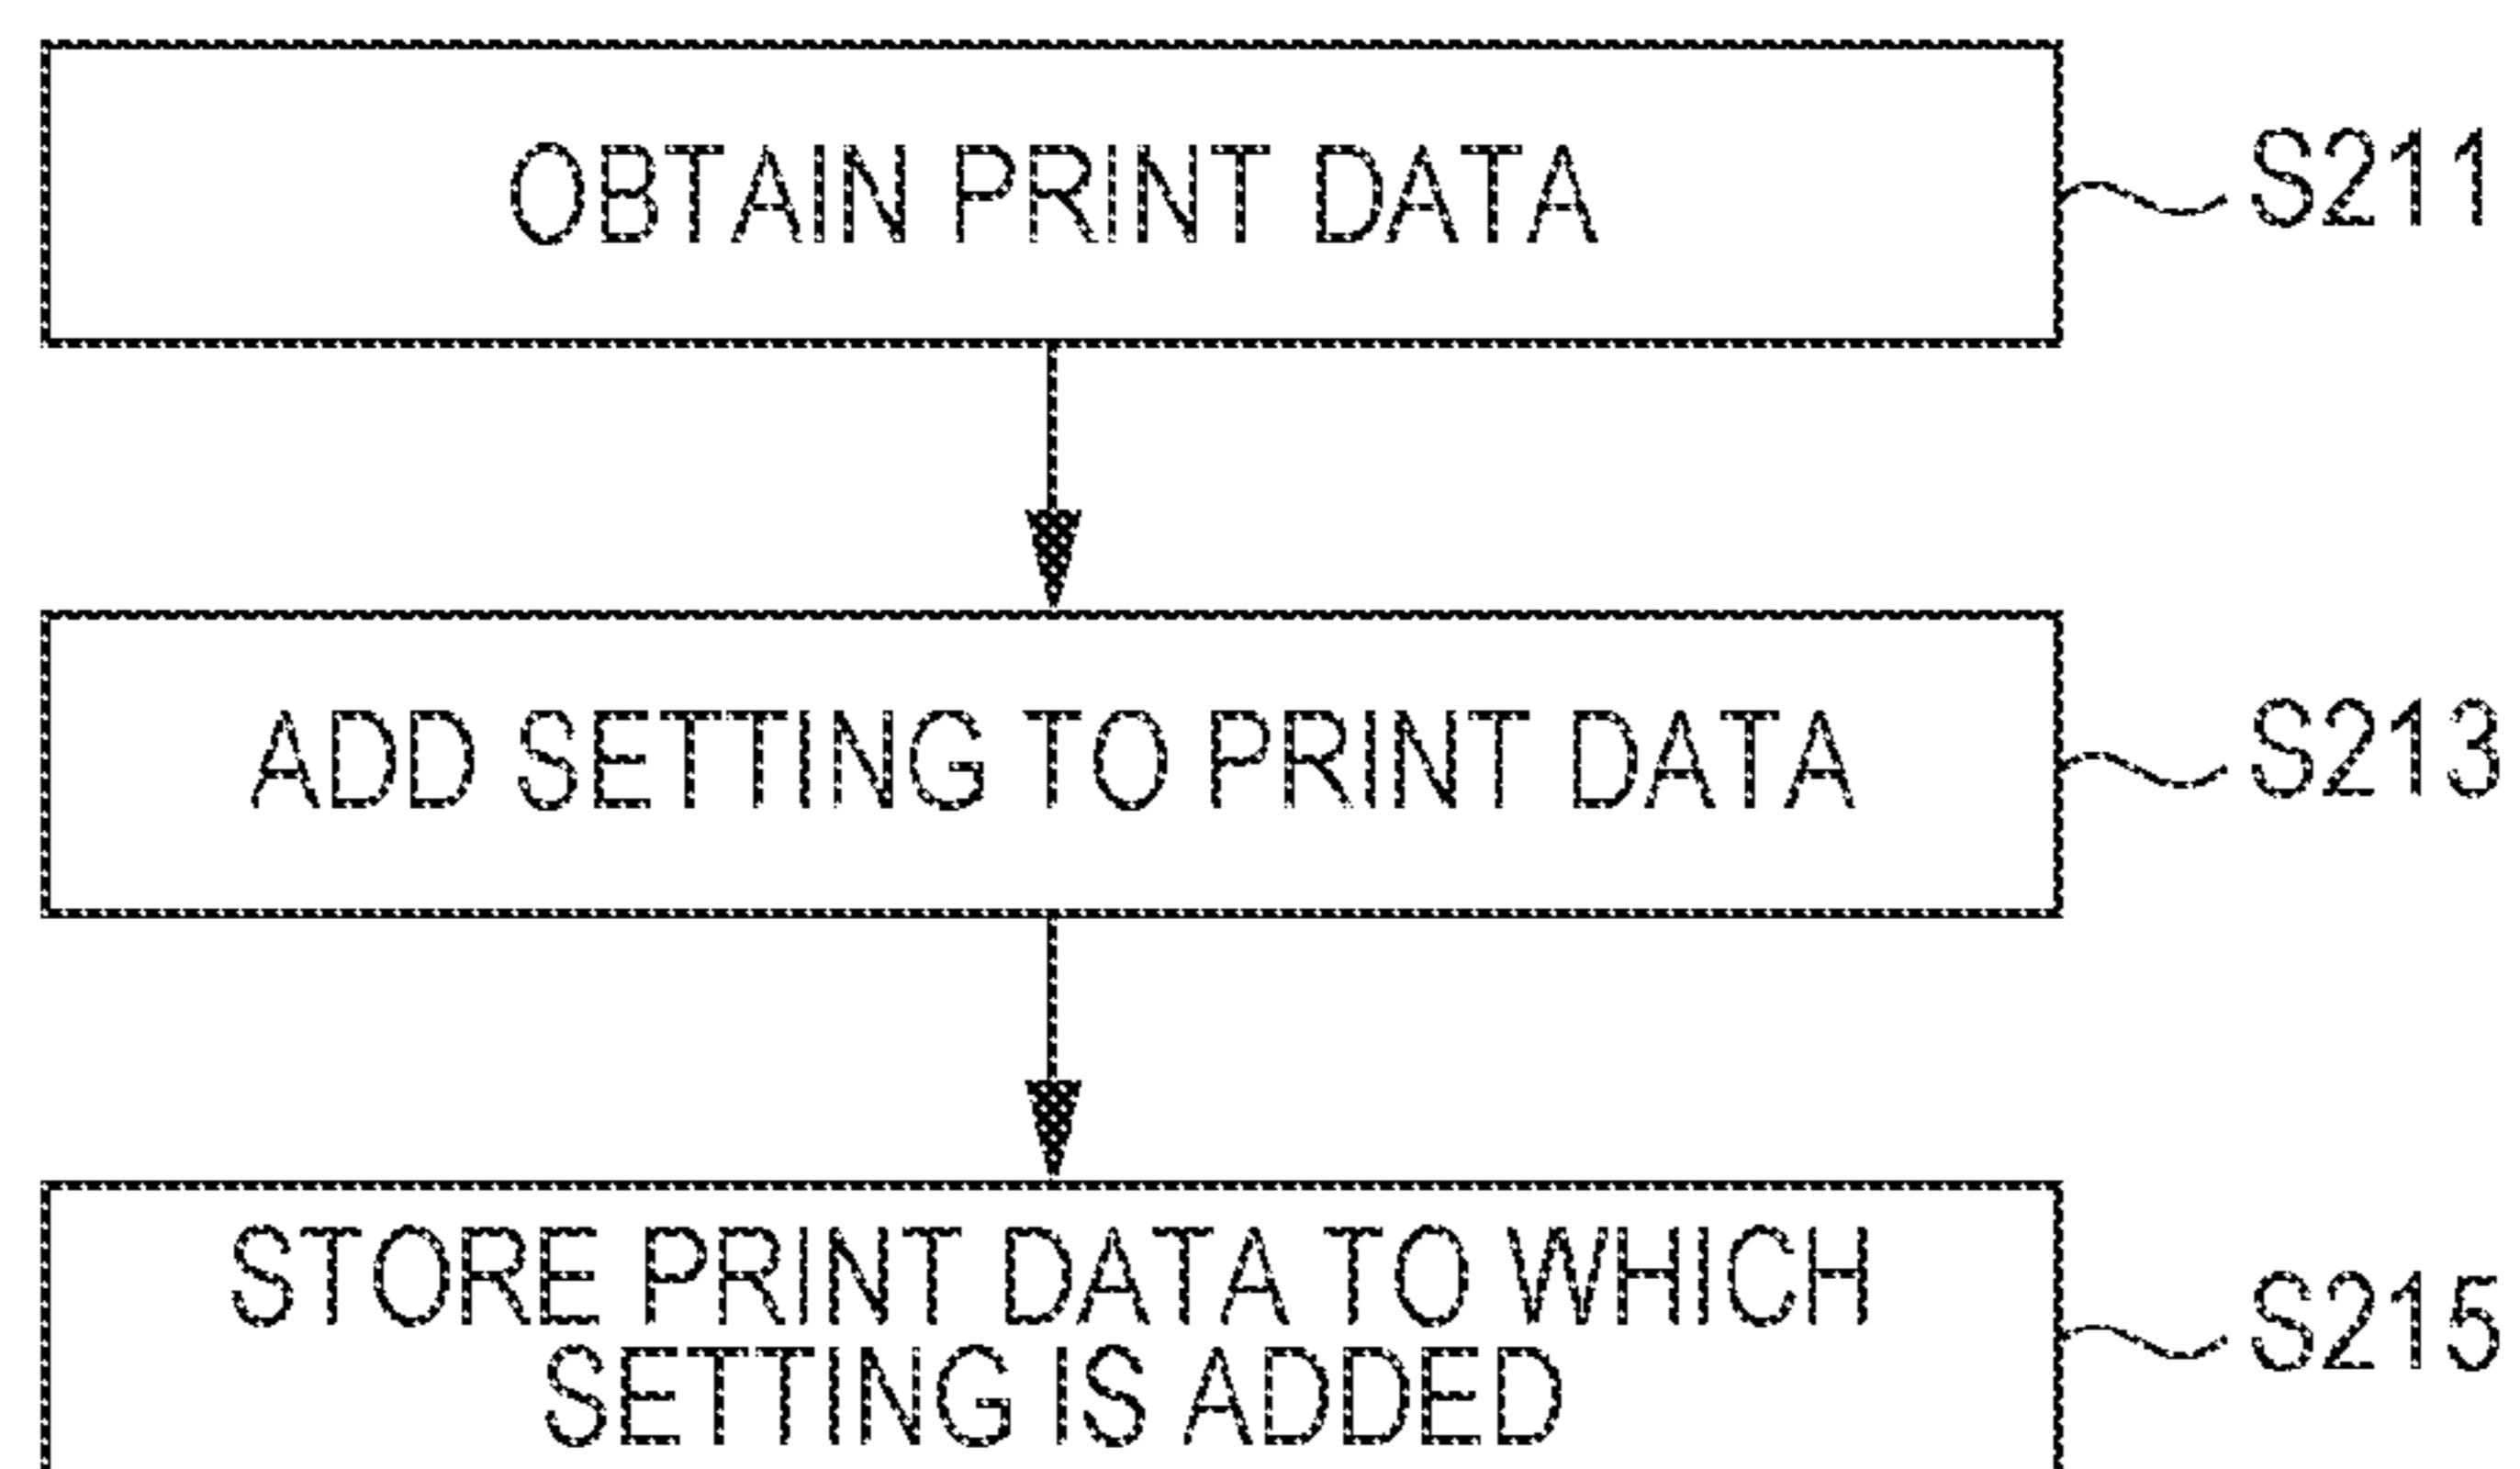 OBTAIN PRINT DATA
S211
ADD SETTING TO PRINT DATA
S213
STORE PRINT DATA TO WHICH
SETTING IS ADDED
S215